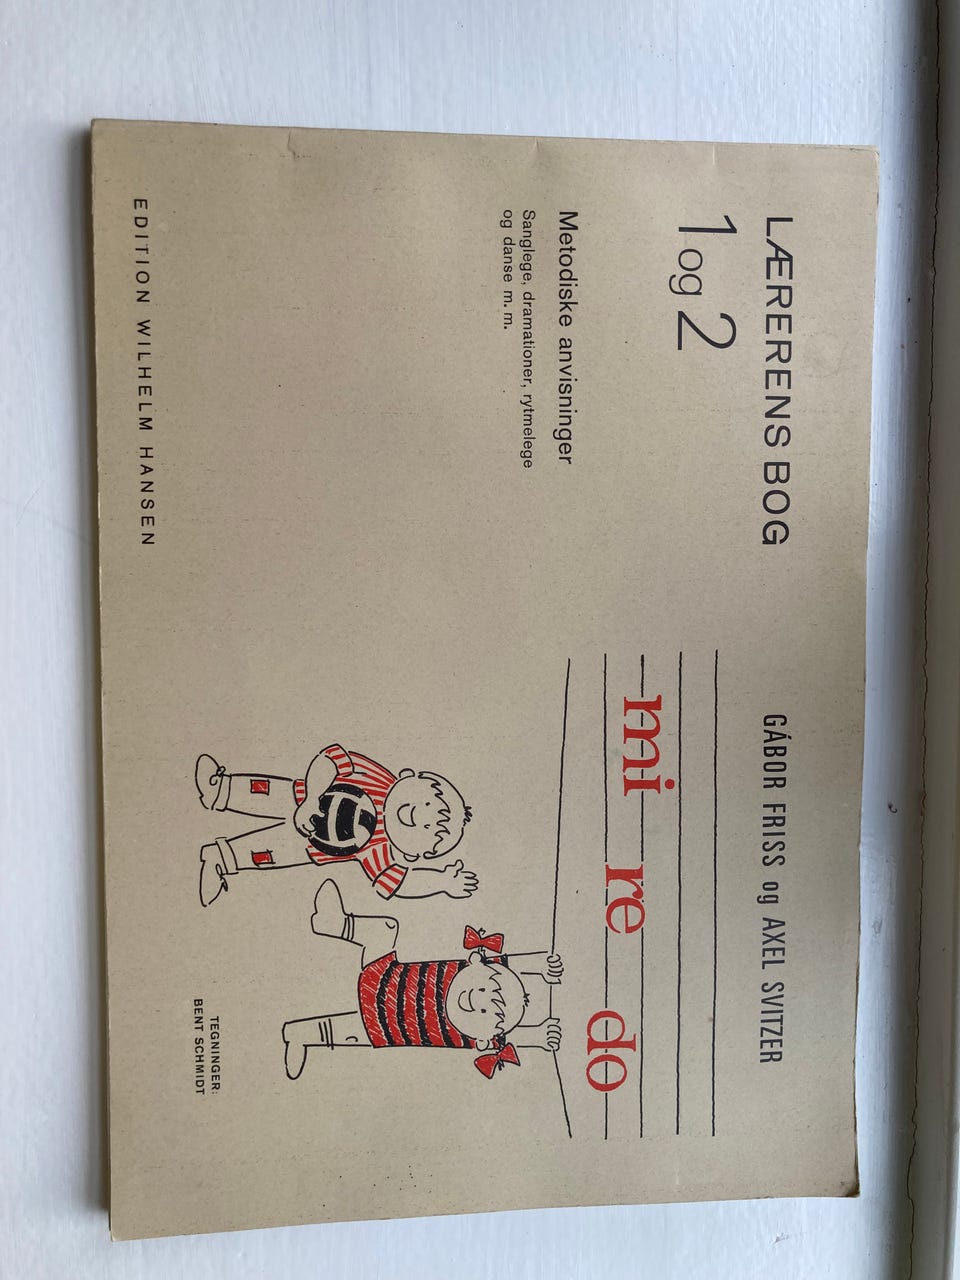 LÆRERENS BOG
1 og 2
GÁBOR FRISS og AXEL SVITZER
mi re do
Metodiske anvisninger
Sanglege, dramationer, rytmelege
og danse m. m.
TEGNINGER:
BENT SCHMIDT
EDITION WILHELM HANSEN